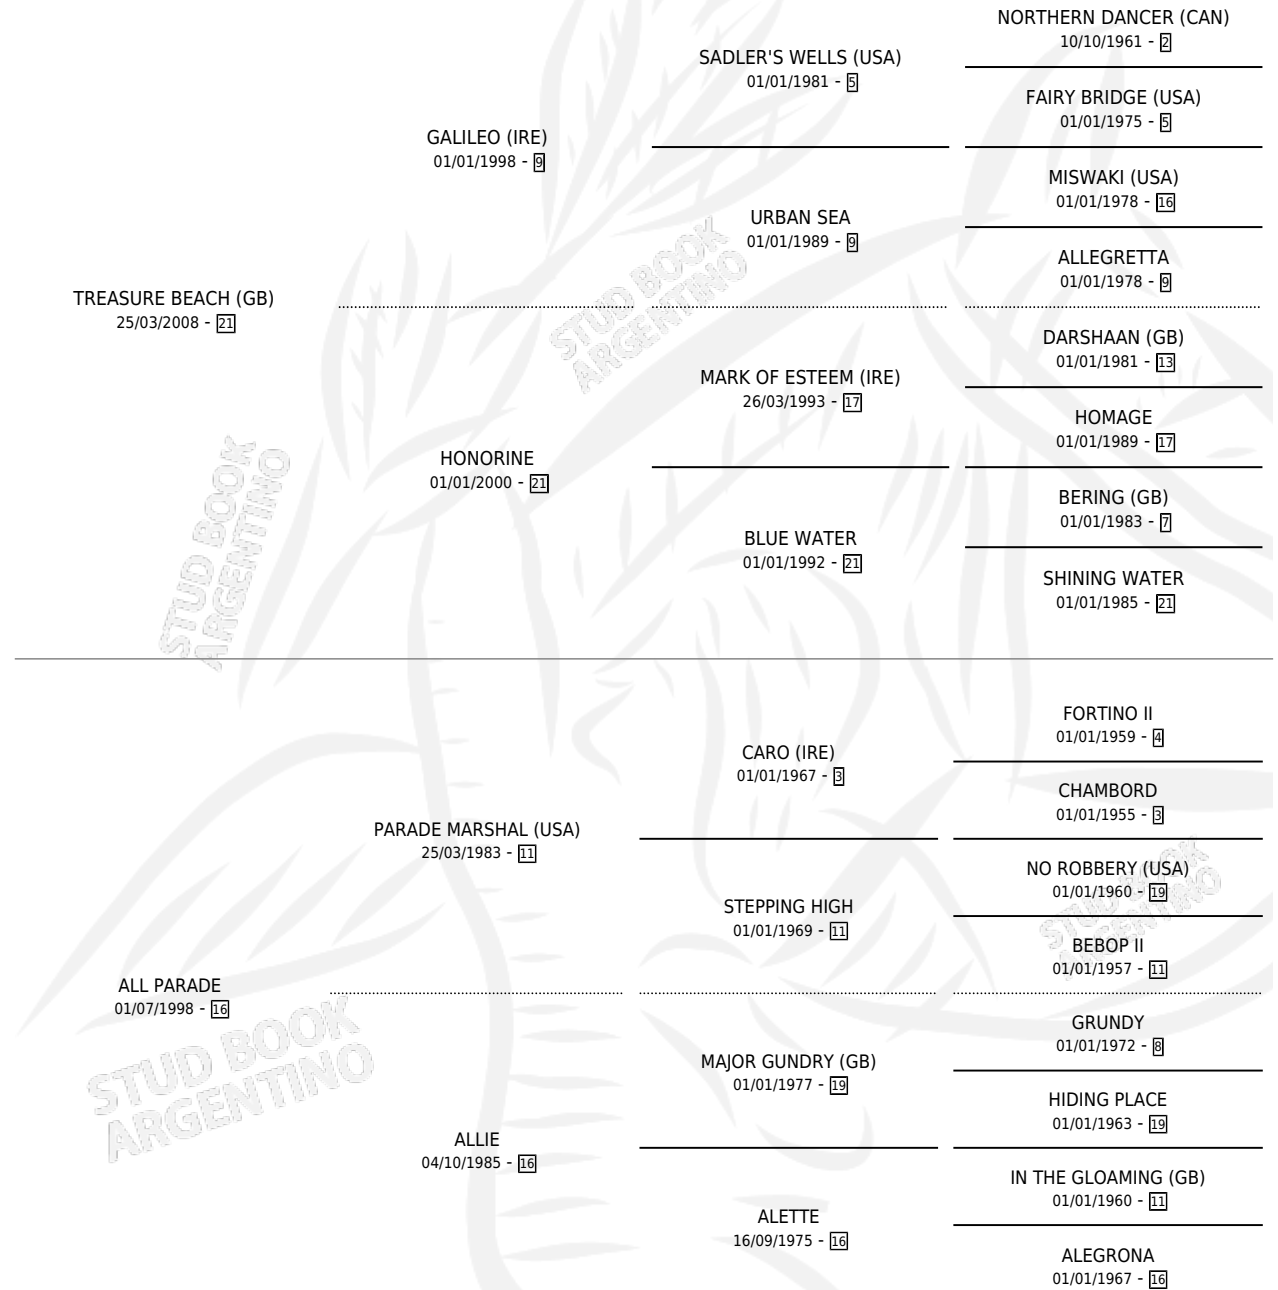 NORTHERN DANCER (CAN)
10/10/1961 - 2
SADLER'S WELLS (USA)
01/01/1981 - 5
FAIRY BRIDGE (USA)
01/01/1975 - 5
GALILEO (IRE)
01/01/1998 - 9
MISWAKI (USA)
01/01/1978 - 16
URBAN SEA
01/01/1989 - 9
ALLEGRETTA
01/01/1978 - 9
TREASURE BEACH (GB)
25/03/2008 - 21
DARSHAAN (GB)
01/01/1981 - 13
MARK OF ESTEEM (IRE)
26/03/1993 - 17
HOMAGE
01/01/1989 - 17
HONORINE
01/01/2000 - 21
BERING (GB)
01/01/1983 - 7
BLUE WATER
01/01/1992 - 21
SHINING WATER
01/01/1985 - 21
FORTINO II
01/01/1959 - 4
CARO (IRE)
01/01/1967 - 3
CHAMBORD
01/01/1955 - 3
PARADE MARSHAL (USA)
25/03/1983 - 11
NO ROBBERY (USA)
01/01/1960 - 19
STEPPING HIGH
01/01/1969 - 11
BEBOP II
01/01/1957 - 11
ALL PARADE
01/07/1998 - 16
GRUNDY
01/01/1972 - 8
MAJOR GUNDRY (GB)
01/01/1977 - 19
HIDING PLACE
01/01/1963 - 19
ALLIE
04/10/1985 - 16
IN THE GLOAMING (GB)
01/01/1960 - 11
ALETTE
16/09/1975 - 16
ALEGRONA
01/01/1967 - 16
STUD BOOK
ARGENTINO
STUD BOOK
ARGENTINO
STUD BOOK
ARGENTINO
STUD BOOK
ARGENTINO